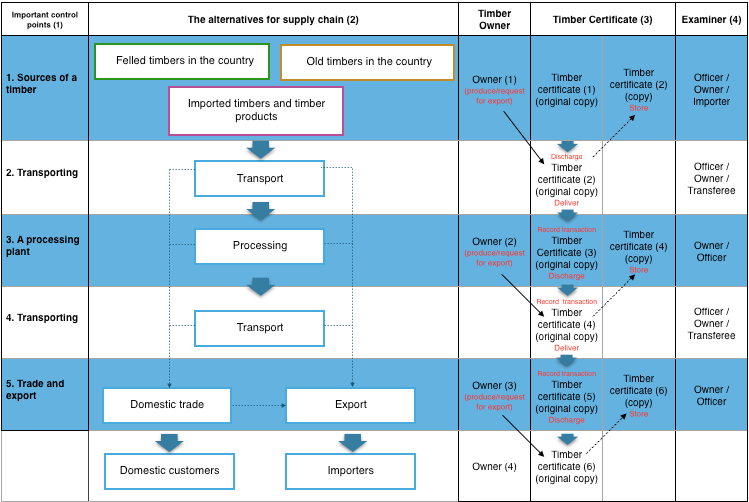 Important control
points (1)
The alternatives for supply chain (2)
Timber
Owner
Timber Certificate (3)
Examiner (4)
1. Sources of a
timber
Felled timbers in the country
Old timbers in the country
Imported timbers and timber
products
Owner (1)
(produce/request
for export)
Timber
certificate (1)
(original copy)
Timber
certificate (2)
(copy)
Store
Officer /
Owner /
Importer
2. Transporting
Transport
Discharge
Timber
certificate (2)
(original copy)
Deliver
Officer /
Owner /
Transferee
3. A processing
plant
Processing
Owner (2)
(produce/request
for export)
Record transaction
Timber
Certificate (3)
(original copy)
Discharge
Timber
certificate (4)
(copy)
Store
Owner /
Officer
4. Transporting
Transport
Record transaction
Timber
certificate (4)
(original copy)
Deliver
Officer /
Owner /
Transferee
5. Trade and
export
Domestic trade
Export
Owner (3)
(produce/request
for export)
Record transaction
Timber
certificate (5)
(original copy)
Discharge
Timber
certificate (6)
(copy)
Store
Owner /
Officer
Domestic customers
Importers
Owner (4)
Timber
certificate (6)
(original copy)